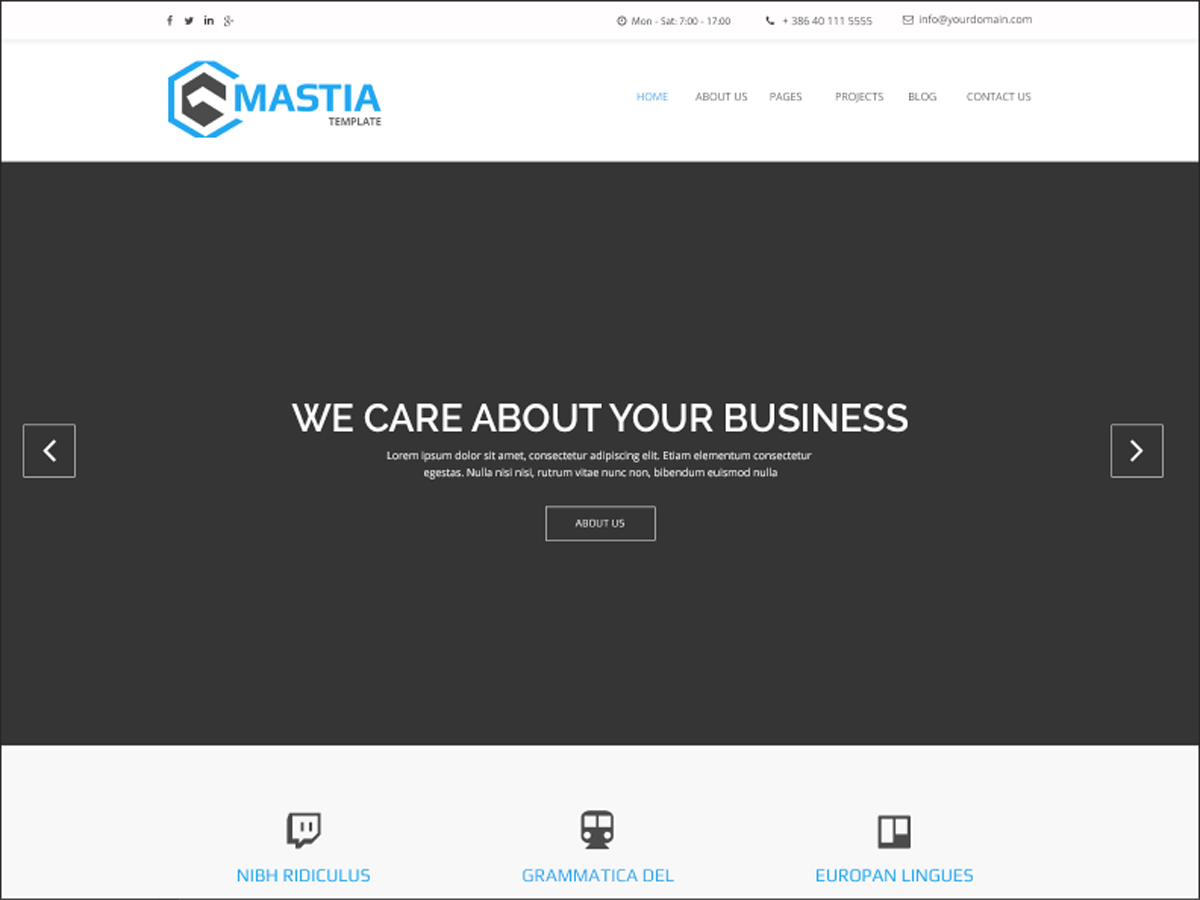 Mon - Sat: 7:00 - 17:00 + 386 40 111 5555 info@yourdomain.com
MASTIA
TEMPLATE
HOME ABOUT US PAGES PROJECTS BLOG CONTACT US
WE CARE ABOUT YOUR BUSINESS
Lorem ipsum dolor sit amet, consectetur adipiscing elit. Etiam elementum consectetur
egestas. Nulla nisi nisi, rutrum vitae nunc non, bibendum euismod nulla
ABOUT US
NIBH RIDICULUS GRAMMATICA DEL EUROPAN LINGUES